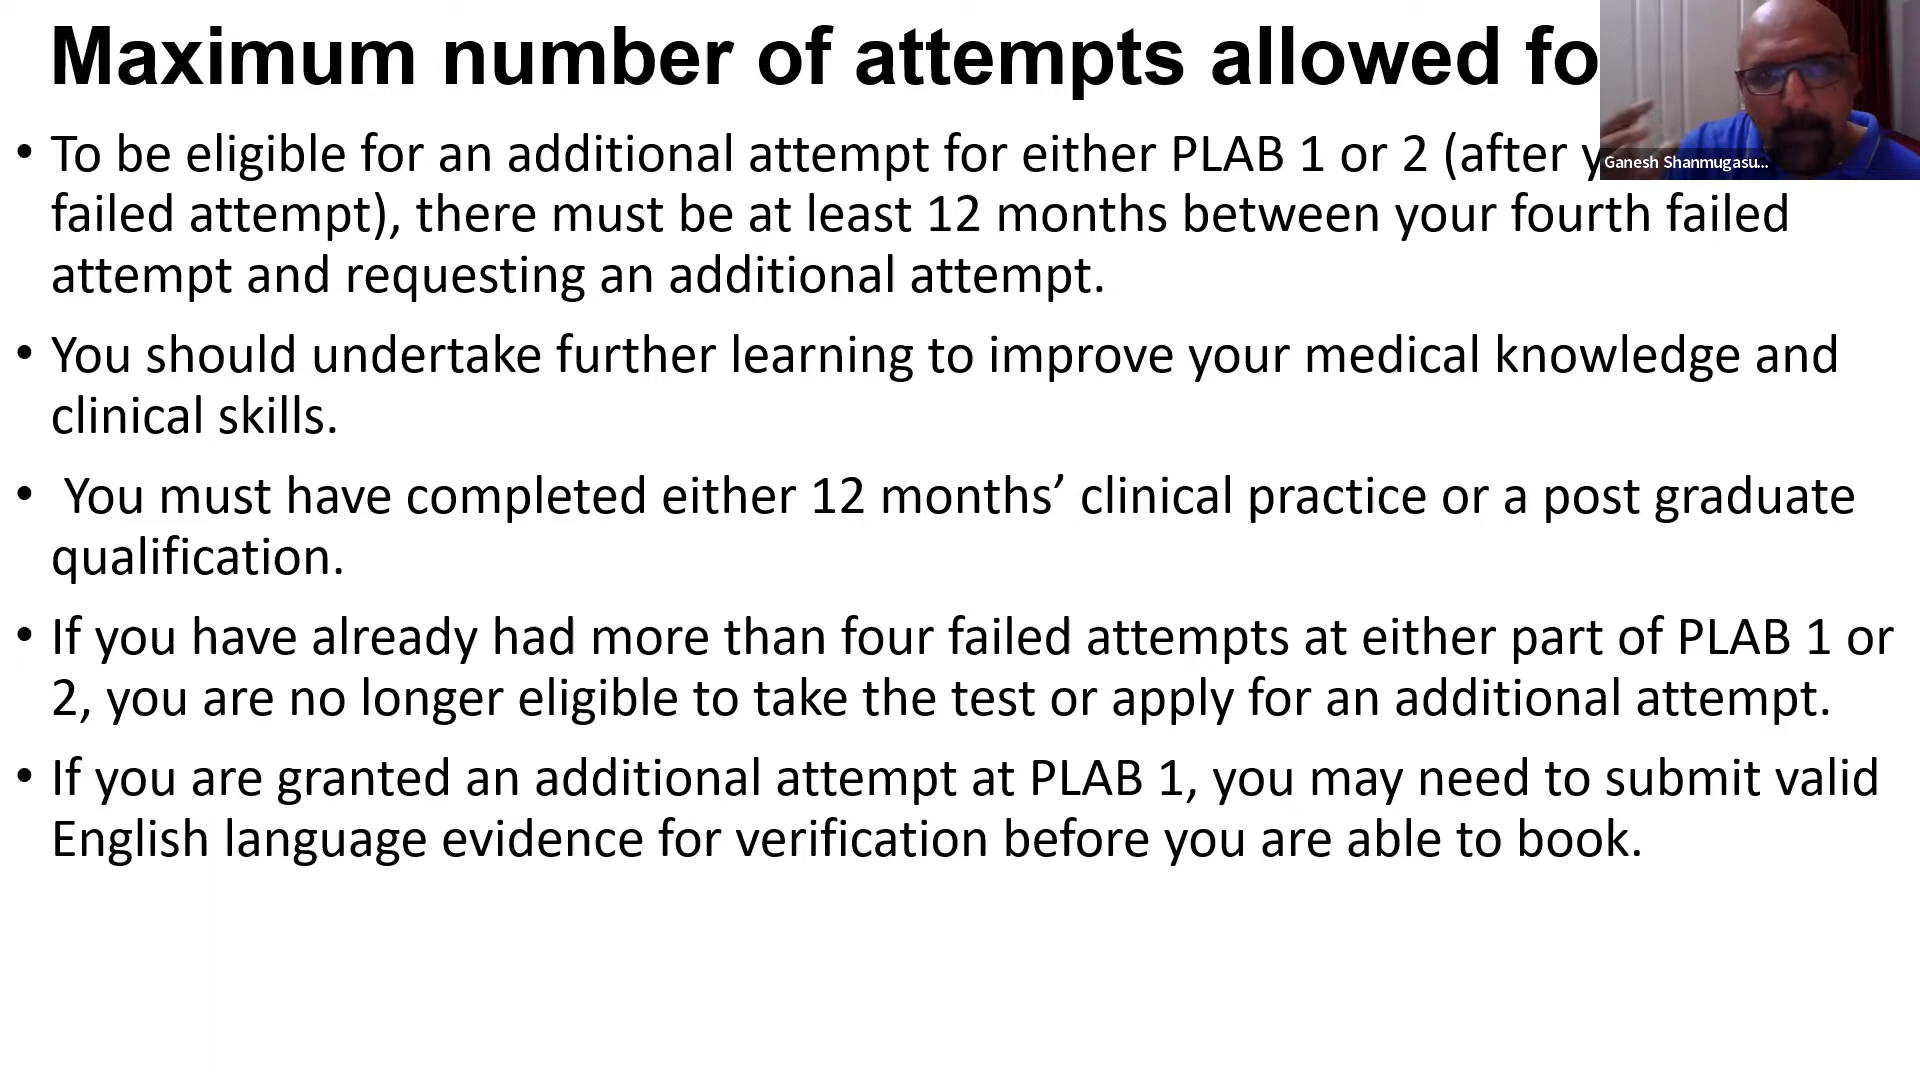 Maximum number of attempts allowed fo
• To be eligible for an additional attempt for either PLAB 1 or 2 (after
failed attempt), there must be at least 12 months between your fourth failed
attempt and requesting an additional attempt.
• You should undertake further learning to improve your medical knowledge and
clinical skills.
• You must have completed either 12 months’ clinical practice or a post graduate
qualification.
• If you have already had more than four failed attempts at either part of PLAB 1 or
2, you are no longer eligible to take the test or apply for an additional attempt.
• If you are granted an additional attempt at PLAB 1, you may need to submit valid
English language evidence for verification before you are able to book.
Ganesh Shanmugasu...